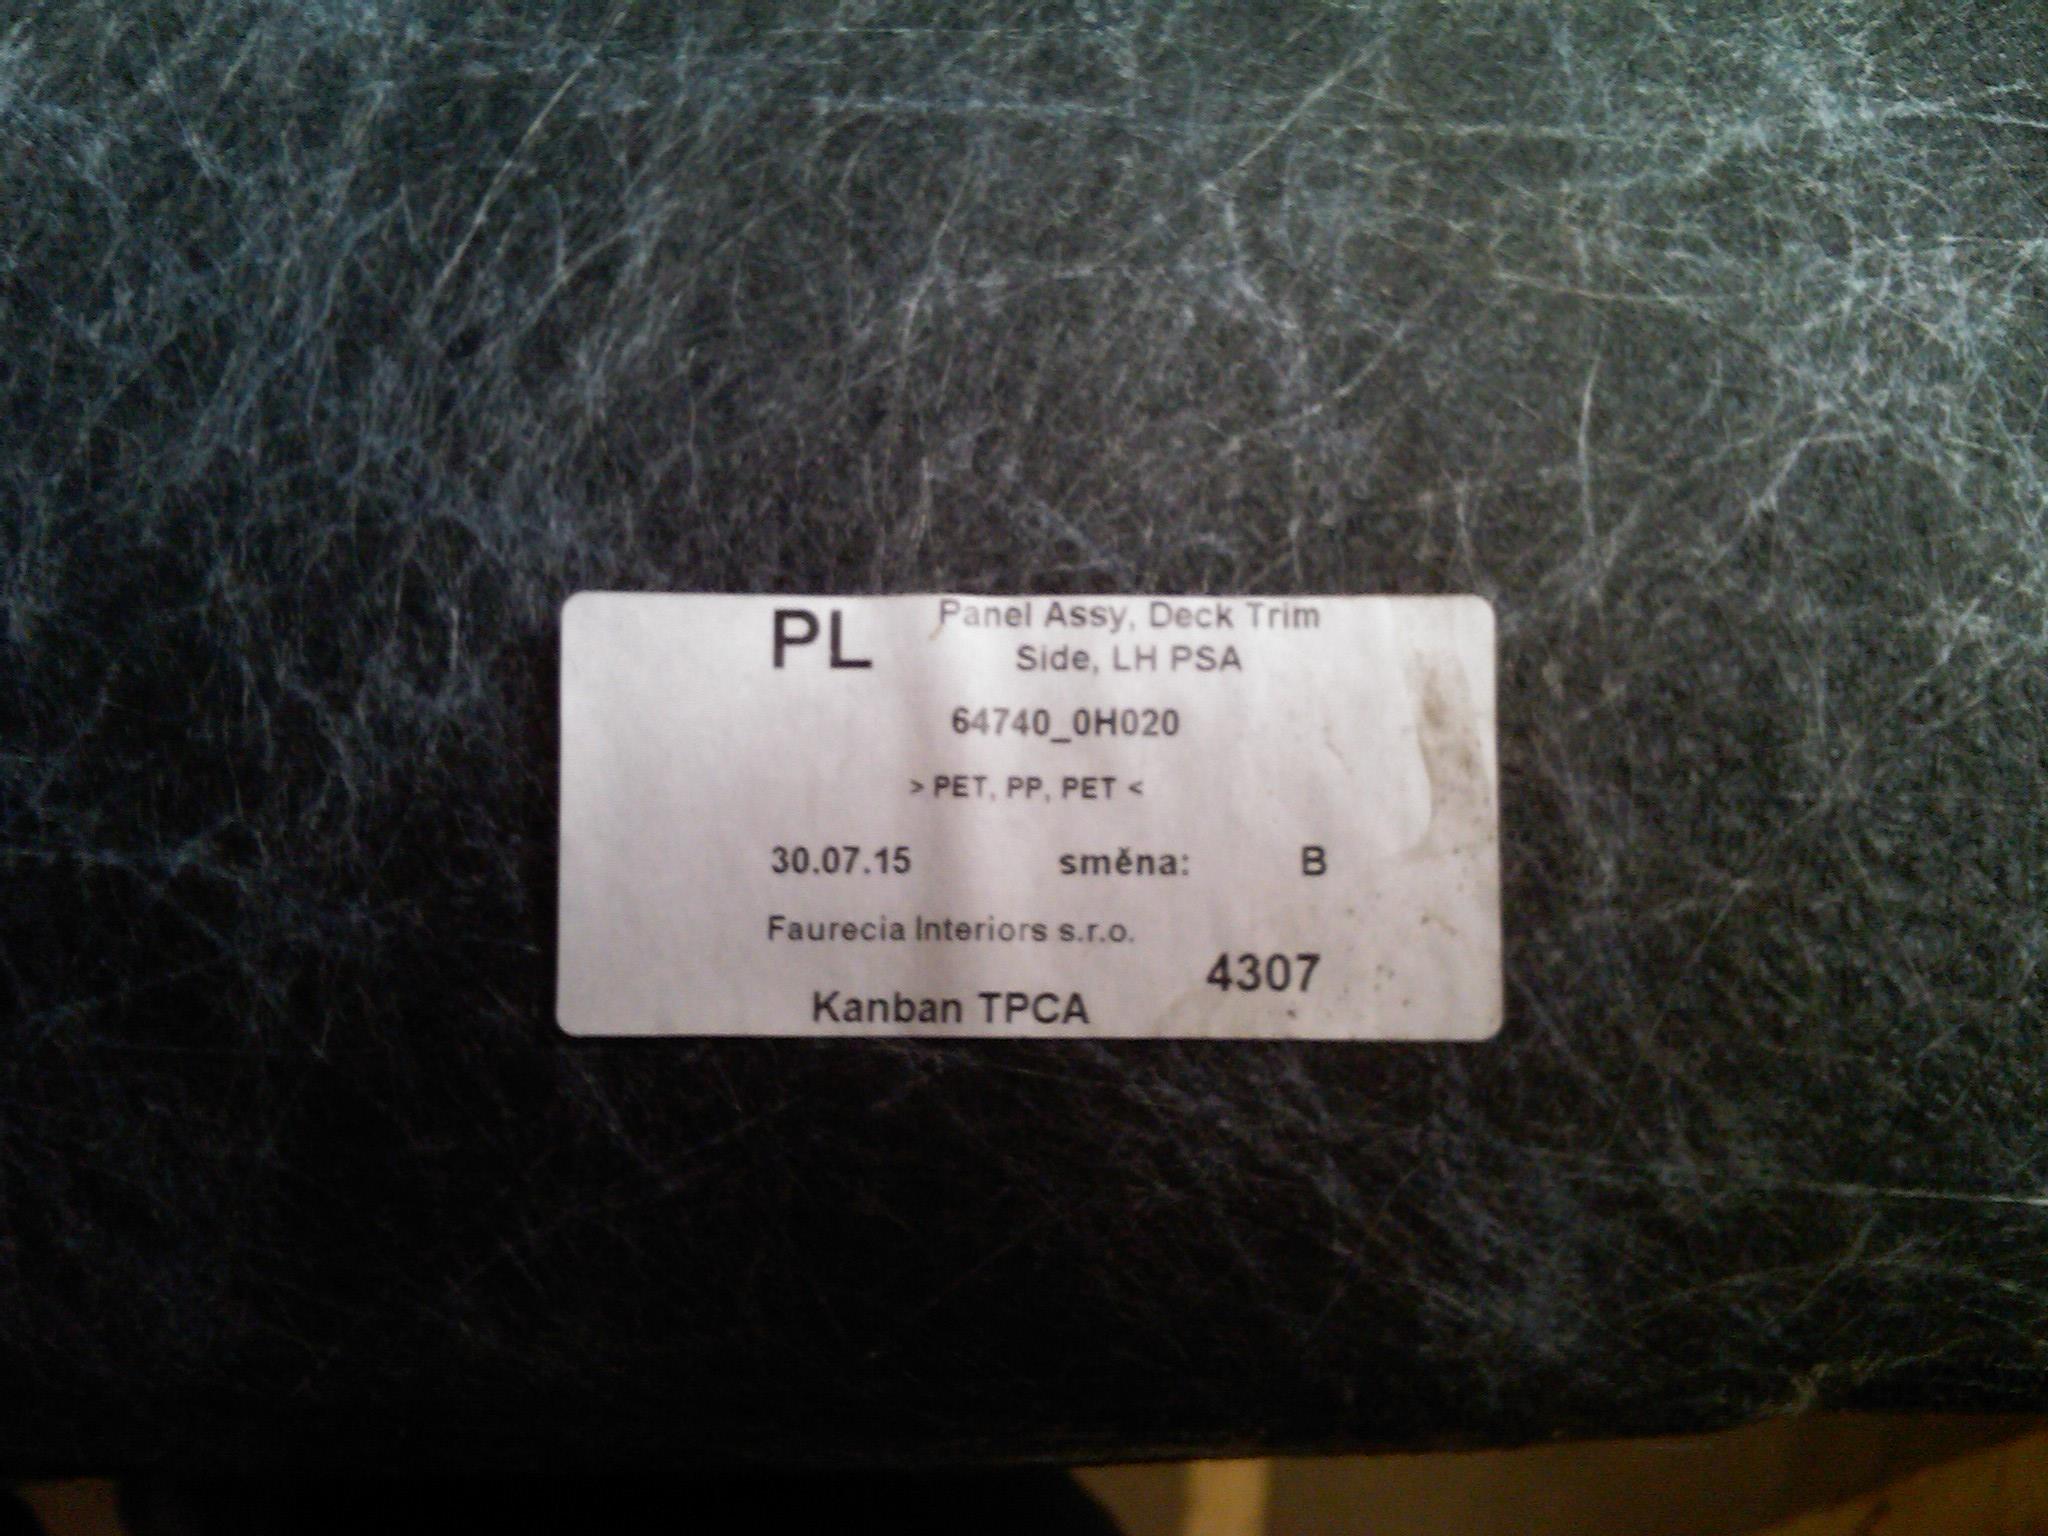 PL Panel Assy, Deck Trim
Side, LH PSA
64740_0H020
> PET, PP, PET <
30.07.15 směna: B
Faurecia Interiors s.r.o.
4307
Kanban TPCA